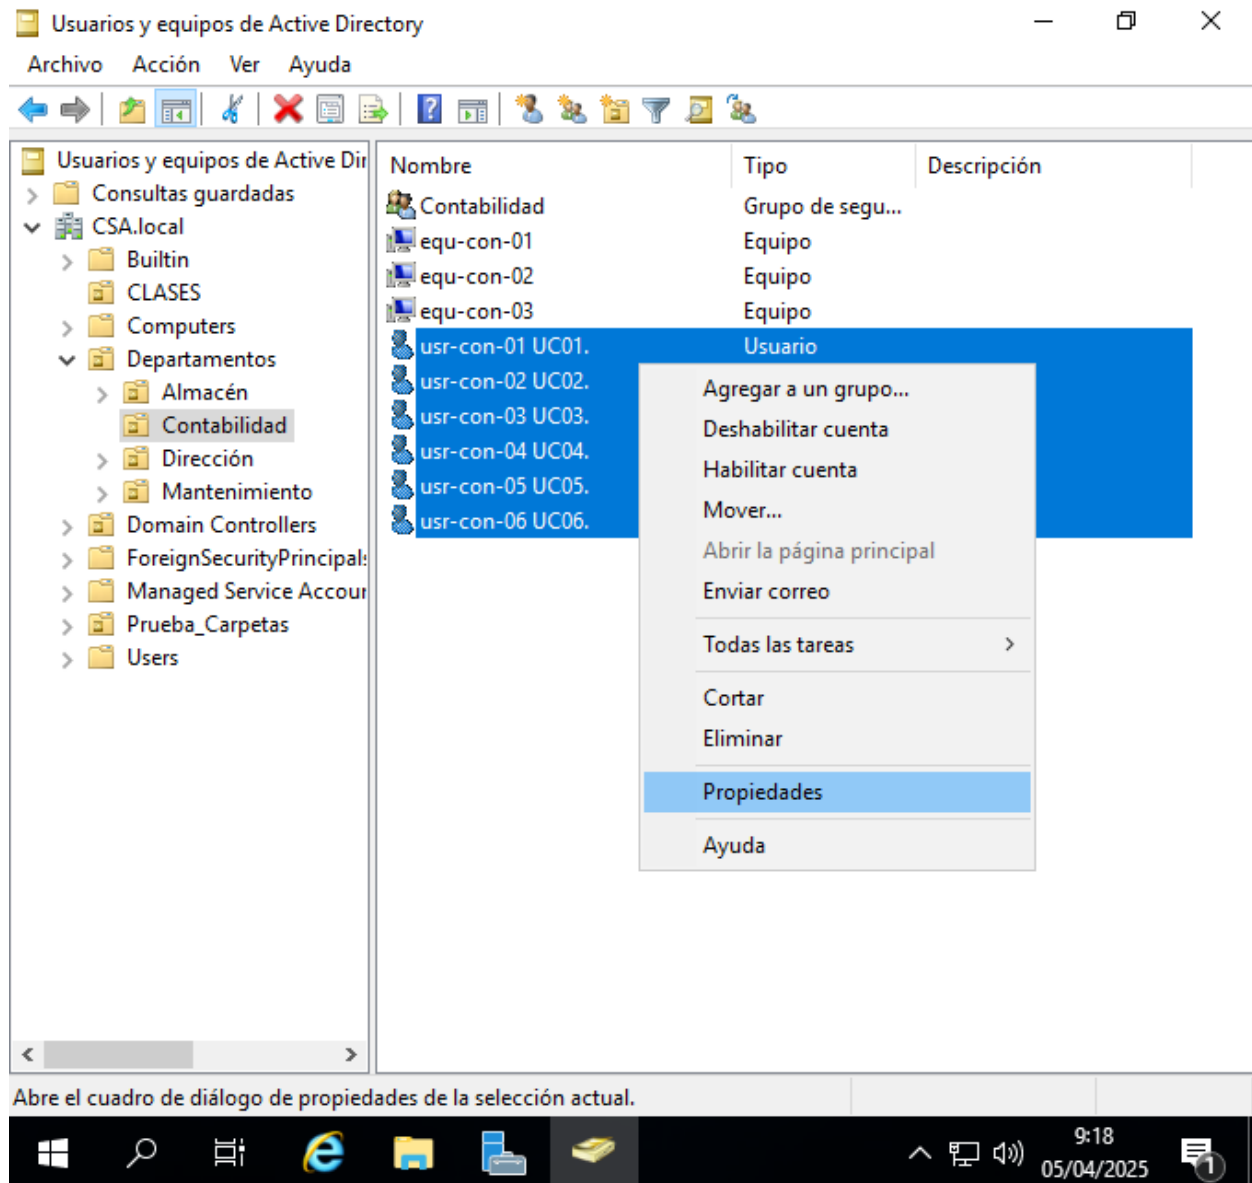 Usuarios y equipos de Active Directory
Archivo Acción Ver Ayuda
Usuarios y equipos de Active Dir
Consultas guardadas
CSA.local
Builtin
CLASES
Computers
Departamentos
Almacén
Contabilidad
Dirección
Mantenimiento
Domain Controllers
ForeignSecurityPrincipals
Managed Service Accour
Prueba_Carpetas
Users
Nombre Tipo Descripción
Contabilidad Grupo de segu...
equ-con-01 Equipo
equ-con-02 Equipo
equ-con-03 Equipo
usr-con-01 UC01. Usuario
usr-con-02 UC02.
usr-con-03 UC03.
usr-con-04 UC04.
usr-con-05 UC05.
usr-con-06 UC06.
Agregar a un grupo...
Deshabilitar cuenta
Habilitar cuenta
Mover...
Abrir la página principal
Enviar correo
Todas las tareas
Cortar
Eliminar
Propiedades
Ayuda
Abre el cuadro de diálogo de propiedades de la selección actual.
9:18
05/04/2025
1